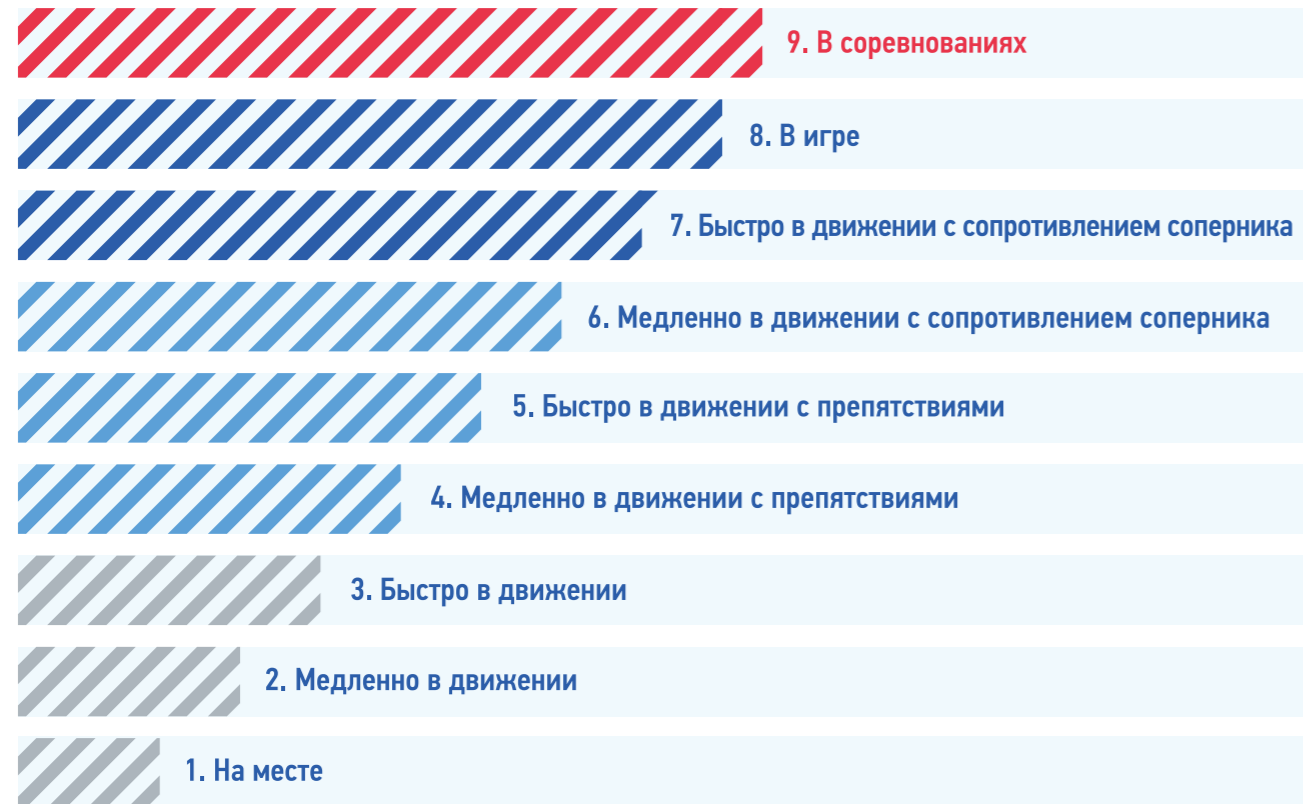 9. В соревнованиях
8. В игре
7. Быстро в движении с сопротивлением соперника
6. Медленно в движении с сопротивлением соперника
5. Быстро в движении с препятствиями
4. Медленно в движении с препятствиями
3. Быстро в движении
2. Медленно в движении
1. На месте